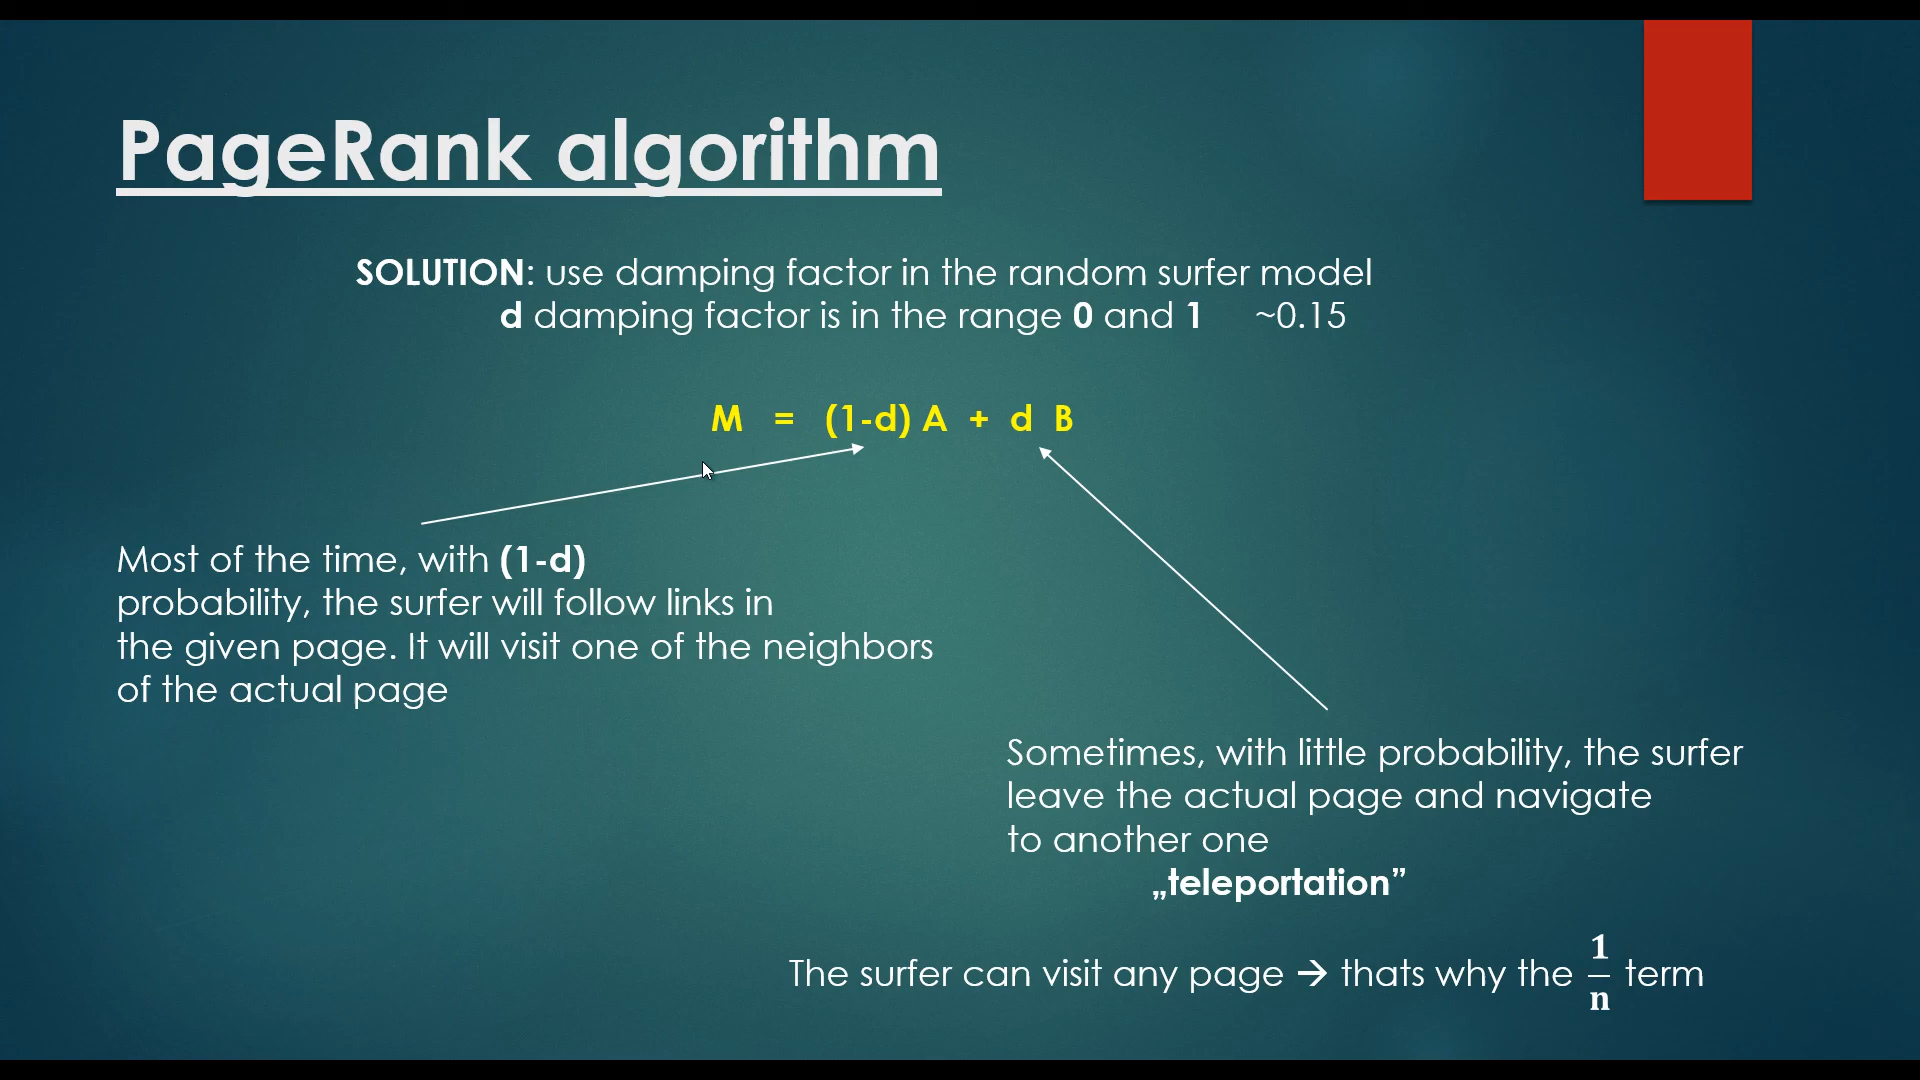 PageRank algorithm
SOLUTION: use damping factor in the random surfer model
d damping factor is in the range 0 and 1 ~0.15
M = (1-d) A + d B
Most of the time, with (1-d)
probability, the surfer will follow links in
the given page. It will visit one of the neighbors
of the actual page
Sometimes, with little probability, the surfer
leave the actual page and navigate
to another one
„teleportation”
The surfer can visit any page → thats why the 1/n term